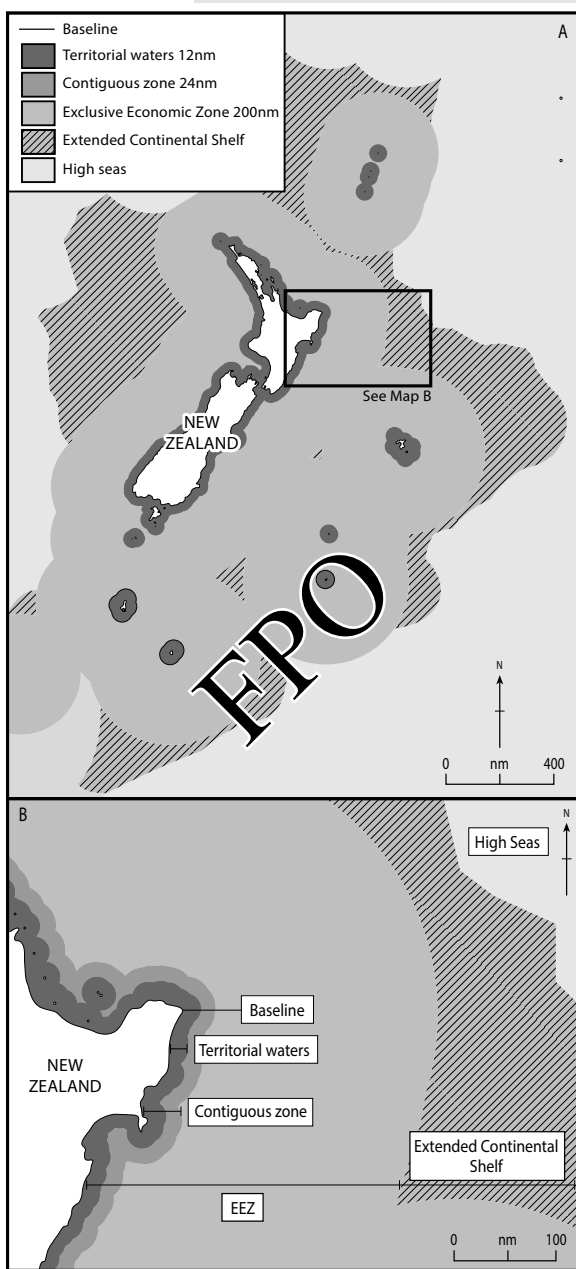 Baseline
Territorial waters 12nm
Contiguous zone 24nm
Exclusive Economic Zone 200nm
Extended Continental Shelf
High seas
A
See Map B
NEW
ZEALAND
FPO
N
0 nm 400
B
N
High Seas
Baseline
Territorial waters
NEW
ZEALAND
Contiguous zone
Extended Continental
Shelf
EEZ
0 nm 100